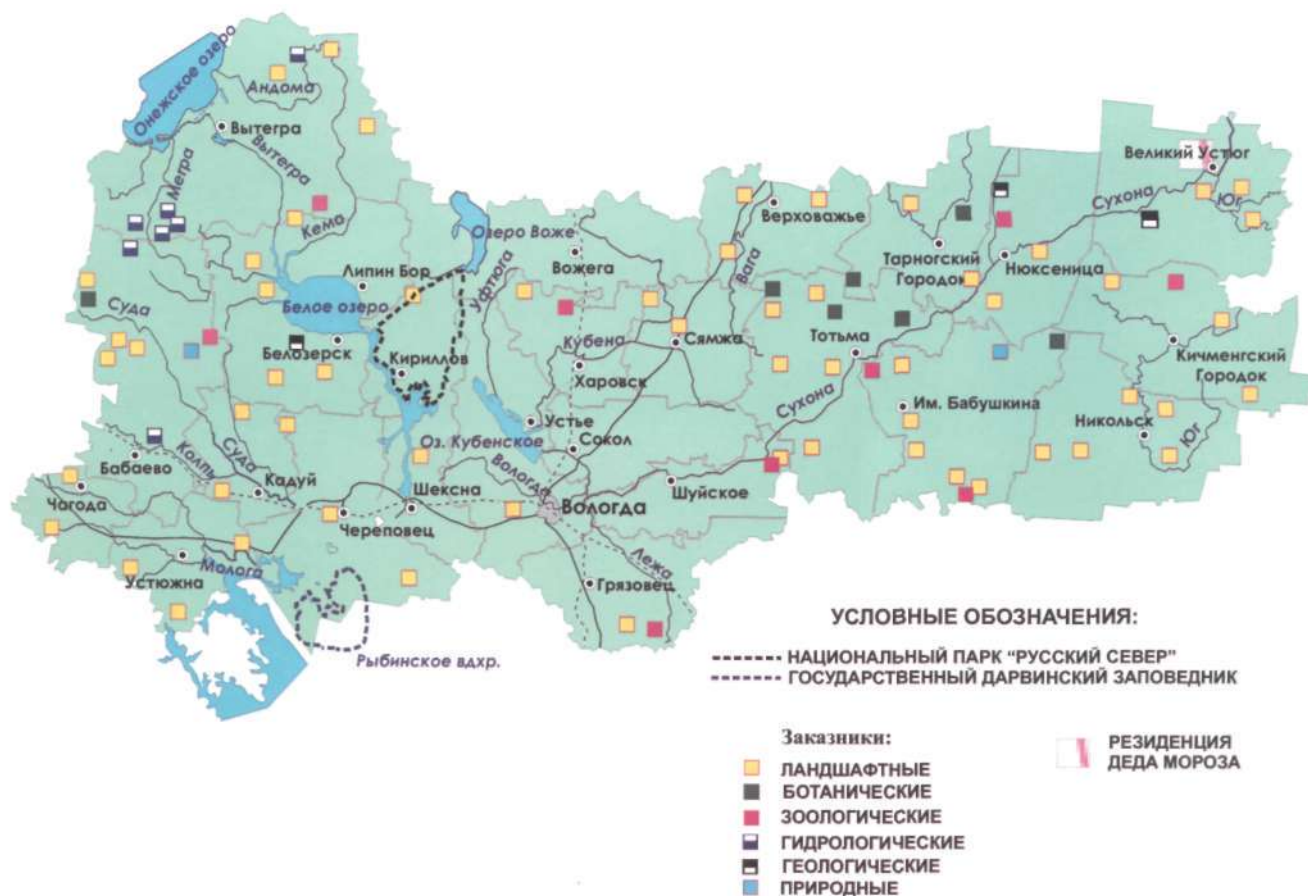 Онежское озеро
Андома
Вытегра
Вытегра
Мегра
Кема
Озеро Воже
Вожега
Верховажье
Вага
Великий Устюг
Сухона
Юг
Тарногский
Городок
Нюксеница
Липин Бор
Уфтюга
Белое озеро
Суда
Белозерск
Кириллов
Кубена
Сямжа
Харовск
Тотьма
Кичменгский
Городок
Сухона
Им. Бабушкина
Никольск
Юг
Устье
Оз. Кубенское
Сокол
Бабаево
Колпь
Суда
Кадуй
Вологда
Шексна
Шуйское
Чагода
Череповец
Вологда
Лежа
Молога
Устюжна
Грязовец
Рыбинское вдхр.
УСЛОВНЫЕ ОБОЗНАЧЕНИЯ:
НАЦИОНАЛЬНЫЙ ПАРК “РУССКИЙ СЕВЕР”
ГОСУДАРСТВЕННЫЙ ДАРВИНСКИЙ ЗАПОВЕДНИК
Заказники:
ЛАНДШАФТНЫЕ
БОТАНИЧЕСКИЕ
ЗООЛОГИЧЕСКИЕ
ГИДРОЛОГИЧЕСКИЕ
ГЕОЛОГИЧЕСКИЕ
ПРИРОДНЫЕ
РЕЗИДЕНЦИЯ
ДЕДА МОРОЗА